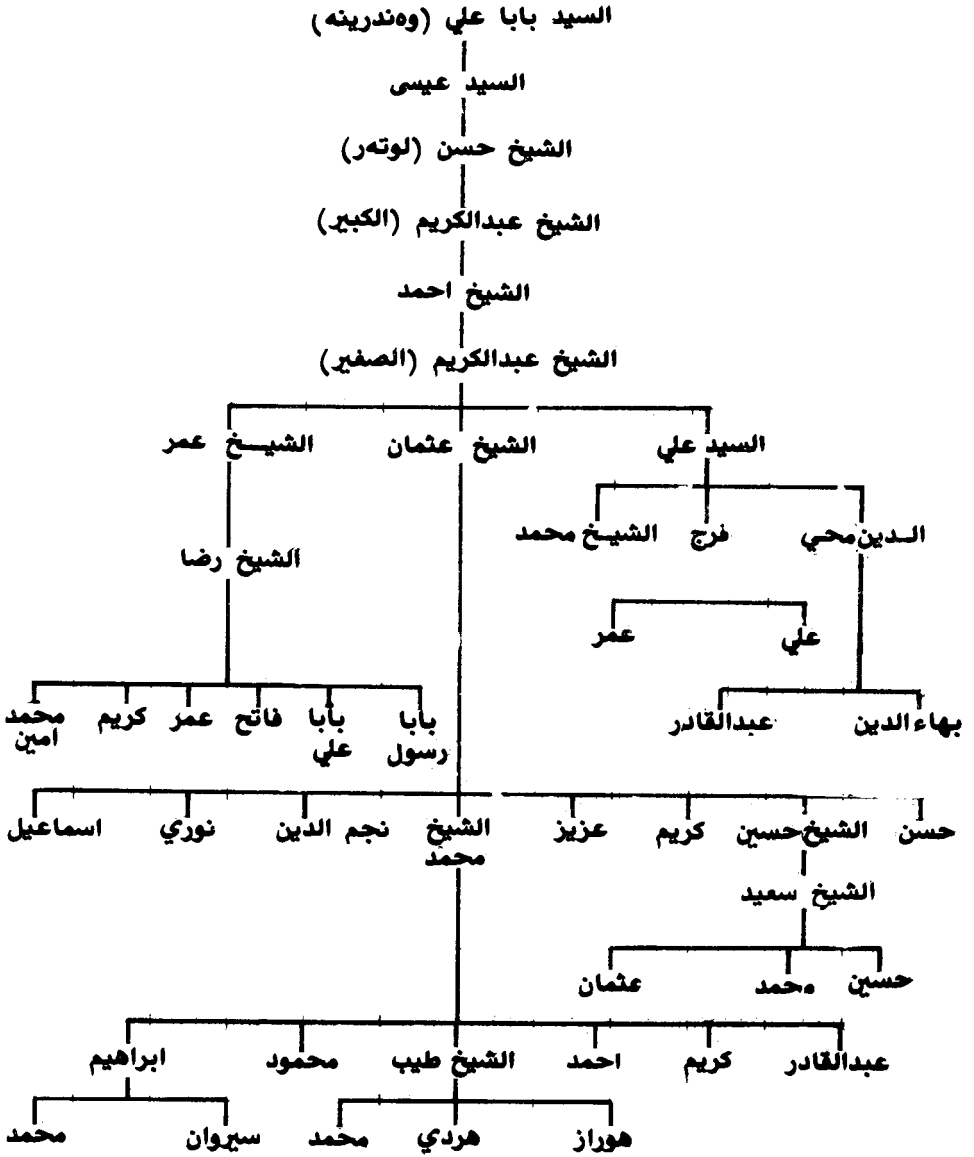 السيد بابا علي (وەندرينه)
السيد عيسى
الشيخ حسن (لوتەر)
الشيخ عبدالكريم (الكبير)
الشيخ احمد
الشيخ عبدالكريم (الصغير)
السيد علي الشيخ عثمان الشيـــخ عمر
الـدين محي فرج الشيـخ محمد
الشيخ رضا
علي عمر
بهاء الدين عبدالقادر
بابا رسول بابا علي فاتح عمر كريم محمد امين
حسن الشيخ حسين كريم عزيز الشيخ محمد نجم الدين نوري اسماعيل
الشيخ سعيد
حسين محمد عثمان
عبدالقادر كريم احمد الشيخ طيب محمود ابراهيم
هوراز هردي محمد سيروان محمد